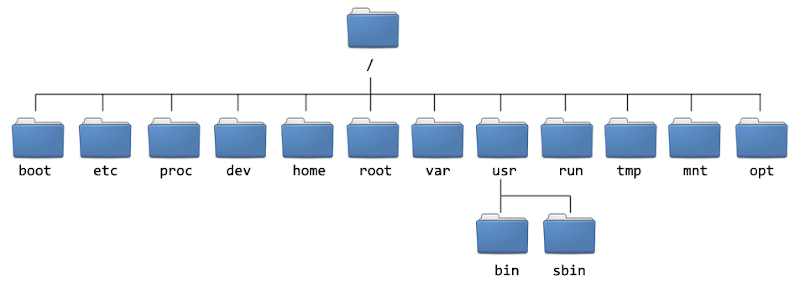 /
boot etc proc dev home root var usr run tmp mnt opt
bin sbin